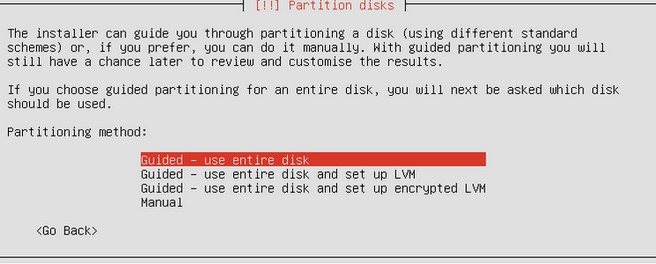 [!!] Partition disks
The installer can guide you through partitioning a disk (using different standard
schemes) or, if you prefer, you can do it manually. With guided partitioning you will
still have a chance later to review and customise the results.
If you choose guided partitioning for an entire disk, you will next be asked which disk
should be used.
Partitioning method:
Guided - use entire disk
Guided - use entire disk and set up LVM
Guided - use entire disk and set up encrypted LVM
Manual
<Go Back>